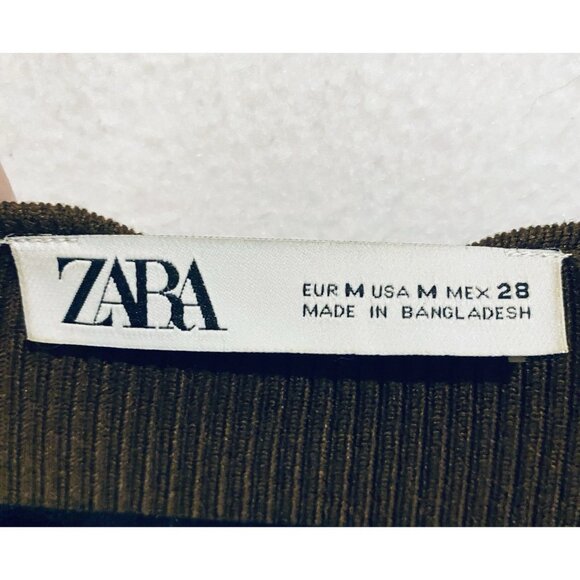 ZARA
EUR M USA M MEX 28
MADE IN BANGLADESH